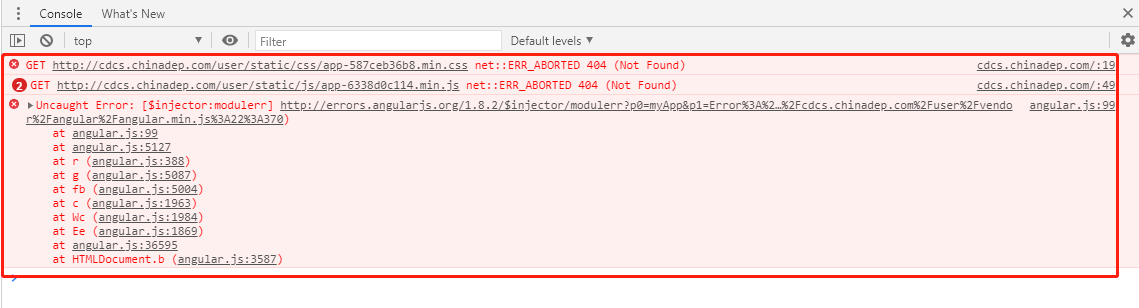 Console What's New
top Filter Default levels
GET http://cdcs.chinadep.com/user/static/css/app-587ceb36b8.min.css net::ERR_ABORTED 404 (Not Found) cdcs.chinadep.com/:19
2 GET http://cdcs.chinadep.com/user/static/js/app-6338d0c114.min.js net::ERR_ABORTED 404 (Not Found) cdcs.chinadep.com/:49
Uncaught Error: [$injector:modulerr] http://errors.angularjs.org/1.8.2/$injector/modulerr?p0=myApp&p1=Error%3A%2…%2Fcdcs.chinadep.com%2Fuser%2Fvendo angular.js:99
r%2Fangular%2Fangular.min.js%3A22%3A370)
at angular.js:99
at angular.js:5127
at r (angular.js:388)
at g (angular.js:5087)
at fb (angular.js:5004)
at c (angular.js:1963)
at Wc (angular.js:1984)
at Ee (angular.js:1869)
at angular.js:36595
at HTMLDocument.b (angular.js:3587)